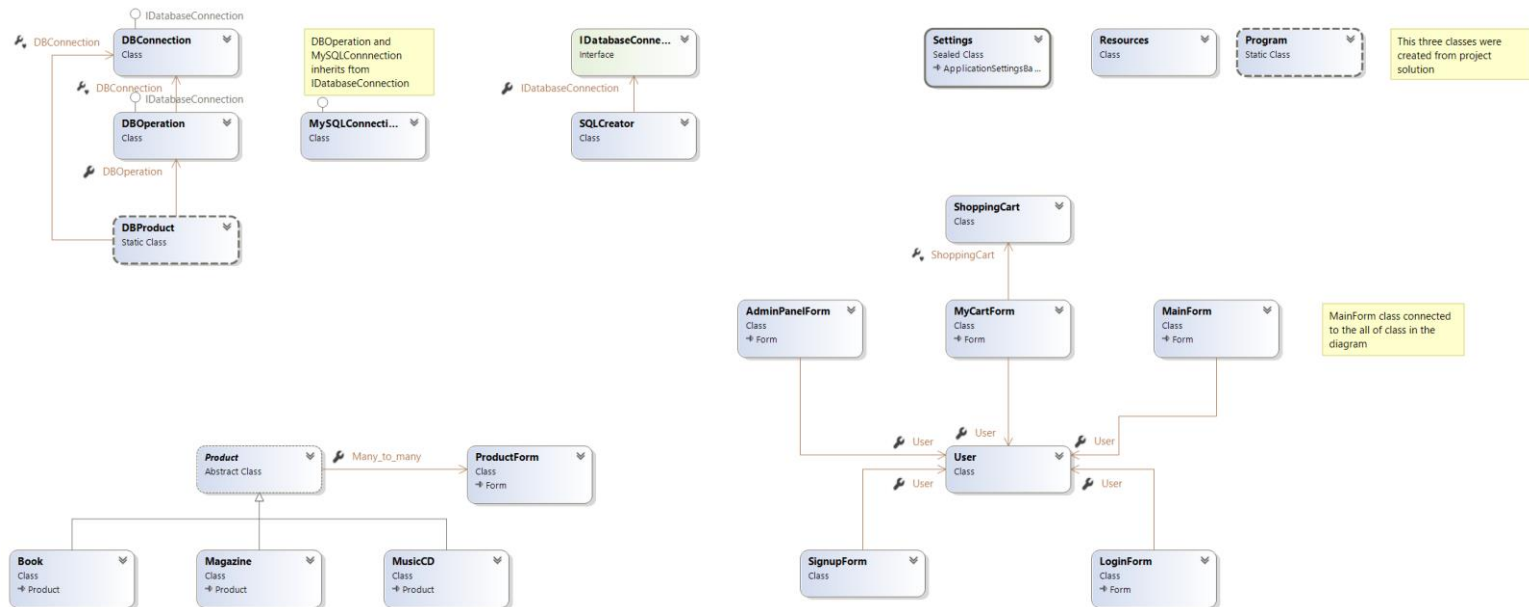 IDatabaseConnection
DBConnection
DBConnection
Class
DBOperation and
MySQLConnnection
inherits ftom
IDatabaseConnection
IDatabaseConne...
Interface
Settings
Sealed Class
ApplicationSettingsBa...
Resources
Class
Program
Static Class
This three classes were
created from project
solution
DBConnection
IDatabaseConnection
DBOperation
Class
MySQLConnecti...
Class
IDatabaseConnection
SQLCreator
Class
DBOperation
DBProduct
Static Class
ShoppingCart
Class
ShoppingCart
AdminPanelForm
Class
Form
MyCartForm
Class
Form
MainForm
Class
Form
MainForm class connected
to the all of class in the
diagram
User
User
User
Product
Abstract Class
Many_to_many
ProductForm
Class
Form
User
Class
User
User
Book
Class
Product
Magazine
Class
Product
MusicCD
Class
Product
SignupForm
Class
LoginForm
Class
Form